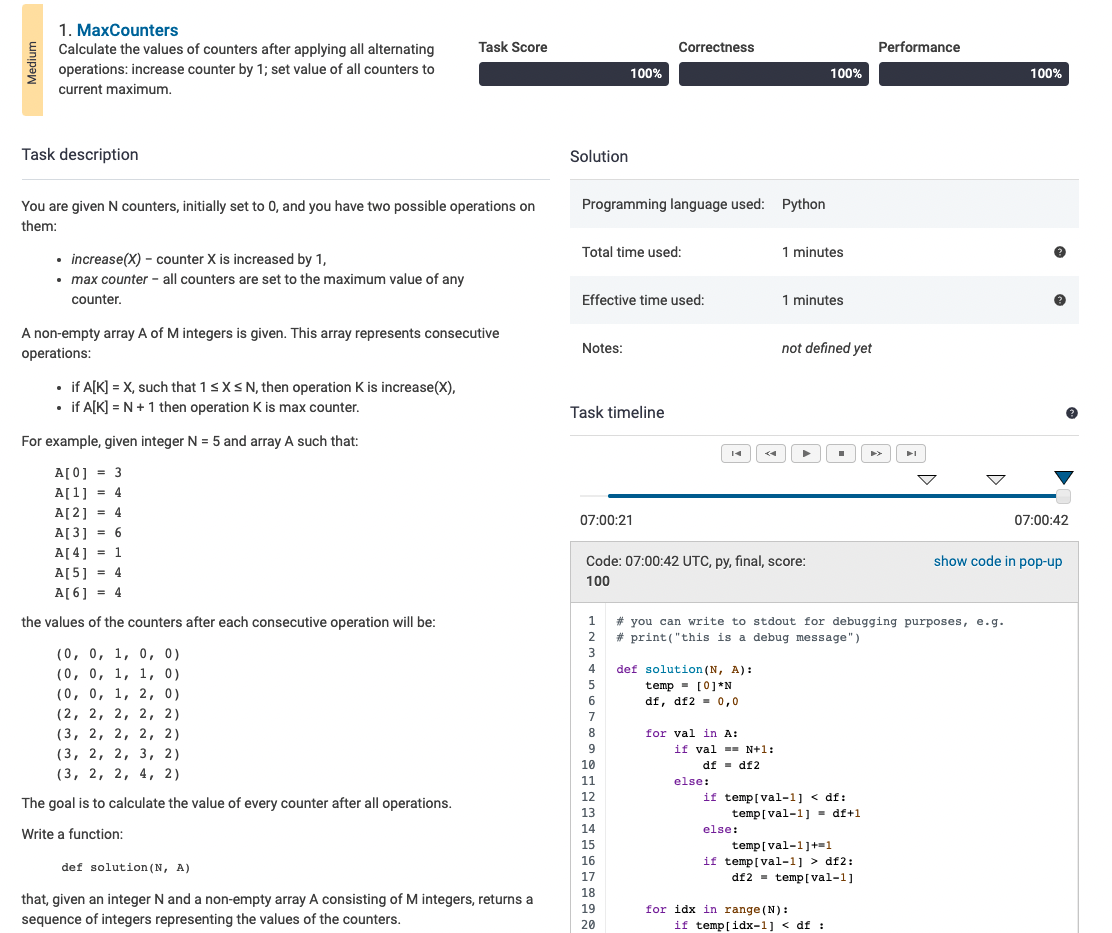 Medium
1. MaxCounters
Calculate the values of counters after applying all alternating
operations: increase counter by 1; set value of all counters to
current maximum.
Task Score
Correctness
Performance
100%
100%
100%
Task description
You are given N counters, initially set to 0, and you have two possible operations on
them:
• increase(X) − counter X is increased by 1,
• max counter − all counters are set to the maximum value of any
counter.
A non-empty array A of M integers is given. This array represents consecutive
operations:
• if A[K] = X, such that 1 ≤ X ≤ N, then operation K is increase(X),
• if A[K] = N + 1 then operation K is max counter.
For example, given integer N = 5 and array A such that:
A[0] = 3
A[1] = 4
A[2] = 4
A[3] = 6
A[4] = 1
A[5] = 4
A[6] = 4
the values of the counters after each consecutive operation will be:
(0, 0, 1, 0, 0)
(0, 0, 1, 1, 0)
(0, 0, 1, 2, 0)
(2, 2, 2, 2, 2)
(3, 2, 2, 2, 2)
(3, 2, 2, 3, 2)
(3, 2, 2, 4, 2)
The goal is to calculate the value of every counter after all operations.
Write a function:
def solution(N, A)
that, given an integer N and a non-empty array A consisting of M integers, returns a
sequence of integers representing the values of the counters.
Solution
Programming language used: Python
Total time used: 1 minutes ?
Effective time used: 1 minutes ?
Notes: not defined yet
Task timeline ?
07:00:21
07:00:42
Code: 07:00:42 UTC, py, final, score:
100
show code in pop-up
1 # you can write to stdout for debugging purposes, e.g.
2 # print("this is a debug message")
3
4 def solution(N, A):
5     temp = [0]*N
6     df, df2 = 0,0
7
8     for val in A:
9         if val == N+1:
10             df = df2
11         else:
12             if temp[val-1] < df:
13                 temp[val-1] = df+1
14             else:
15                 temp[val-1]+=1
16             if temp[val-1] > df2:
17                 df2 = temp[val-1]
18
19     for idx in range(N):
20         if temp[idx-1] < df :